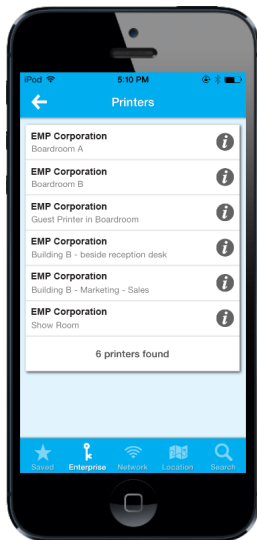 iPod 5:10 PM
Printers
EMP Corporation
Boardroom A
EMP Corporation
Boardroom B
EMP Corporation
Guest Printer in Boardroom
EMP Corporation
Building B - beside reception desk
EMP Corporation
Building B - Marketing - Sales
EMP Corporation
Show Room
6 printers found
Saved Enterprise Network Location Search